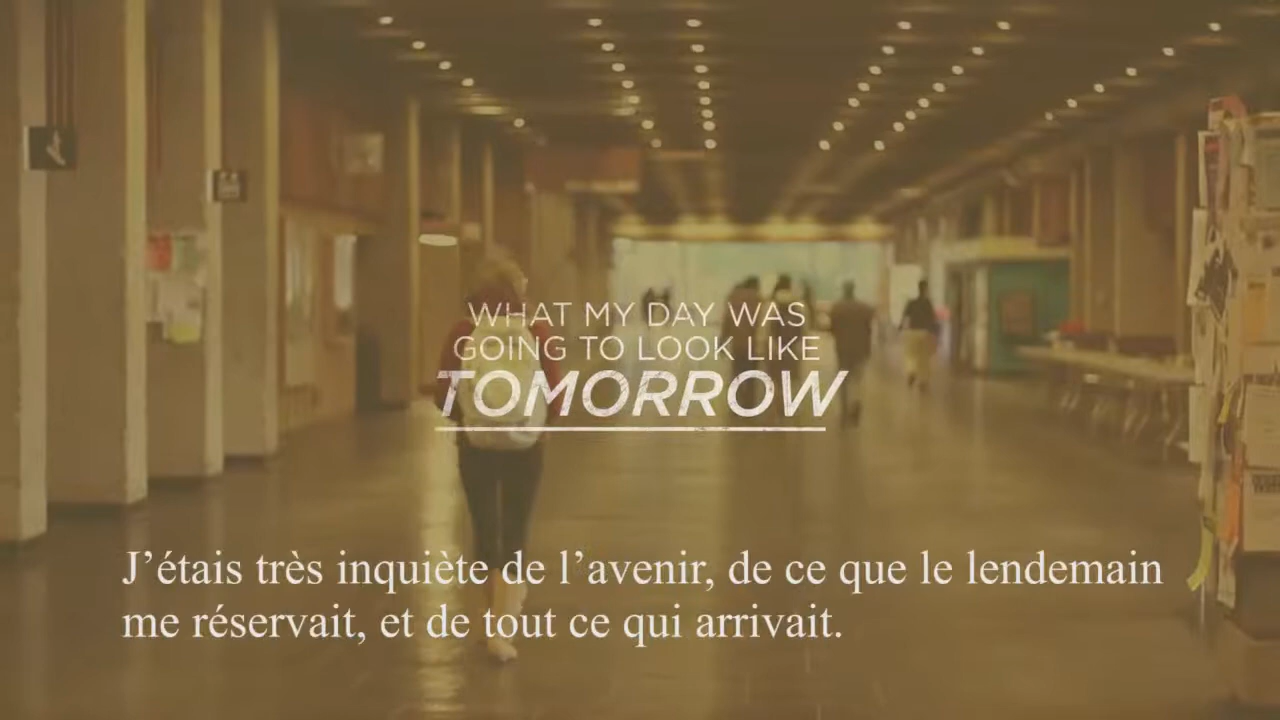 WHAT MY DAY WAS
GOING TO LOOK LIKE
TOMORROW
J’étais très inquiète de l’avenir, de ce que le lendemain
me réservait, et de tout ce qui arrivait.